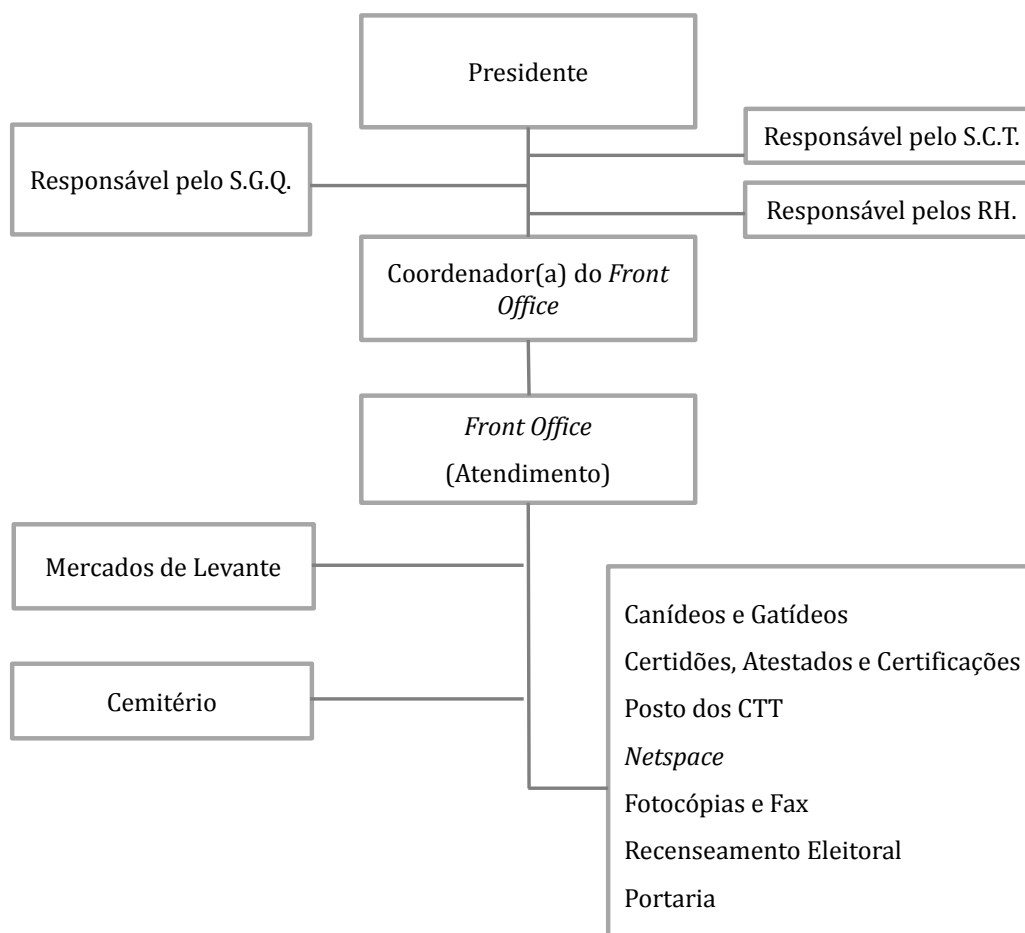 Presidente
Responsável pelo S.C.T.
Responsável pelo S.G.Q.
Responsável pelos RH.
Coordenador(a) do Front
Office
Front Office
(Atendimento)
Mercados de Levante
Canídeos e Gatídeos
Certidões, Atestados e Certificações
Cemitério
Posto dos CTT
Netspace
Fotocópias e Fax
Recenseamento Eleitoral
Portaria